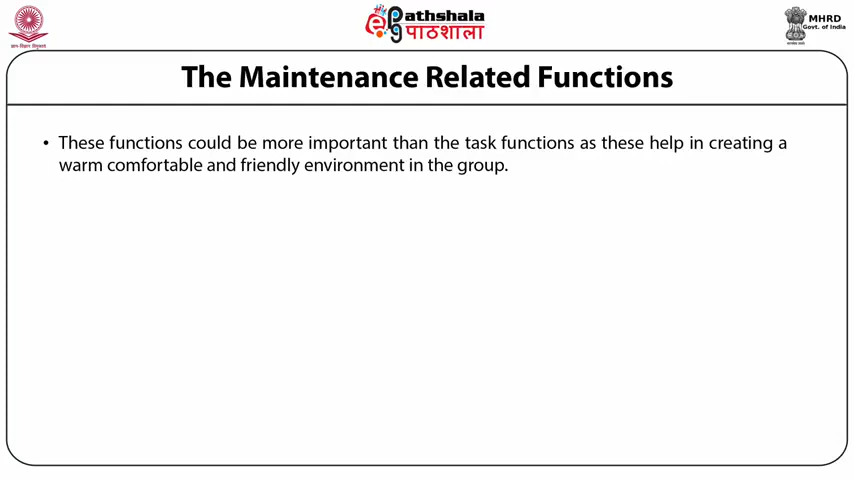 ePathshala
पाठशाला
MHRD
Govt. of India
The Maintenance Related Functions
• These functions could be more important than the task functions as these help in creating a
warm comfortable and friendly environment in the group.